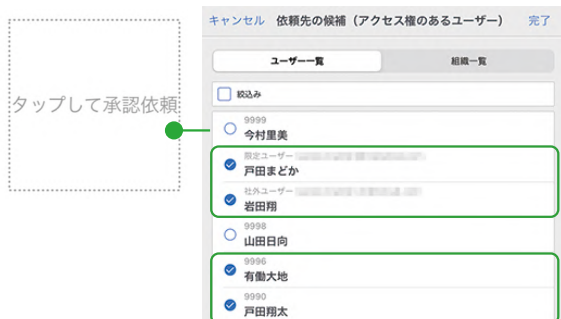 キャンセル 依頼先の候補（アクセス権のあるユーザー） 完了
ユーザー一覧 組織一覧
絞込み
タップして承認依頼
9999
今村里美
限定ユーザー
戸田まどか
社外ユーザー
岩田翔
9998
山田日向
9996
有働大地
9990
戸田翔太